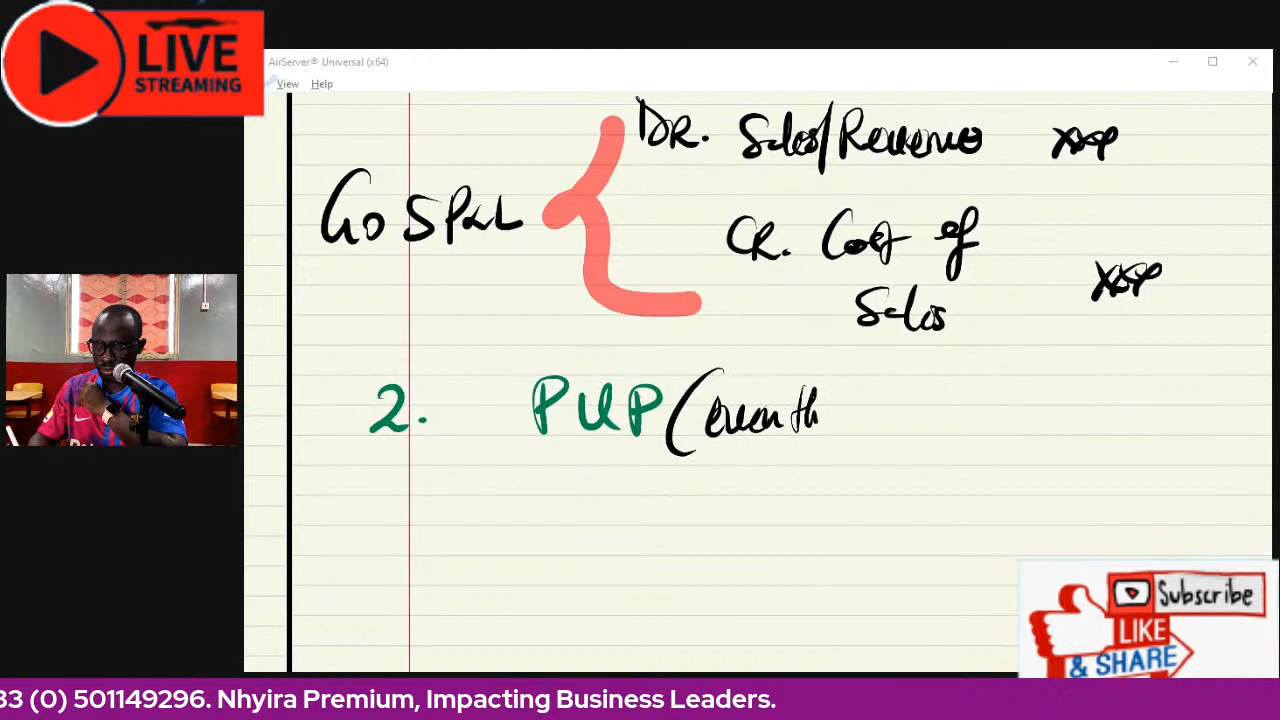 LIVE
STREAMING
AirServer® Universal (x64)
View Help
DR. Sales/Revenue xxx
GoSP&L
CR. Cost of
Sales xxx
2. PUP (
Subscribe
LIKE
& SHARE
33 (0) 501149296. Nhyira Premium, Impacting Business Leaders.